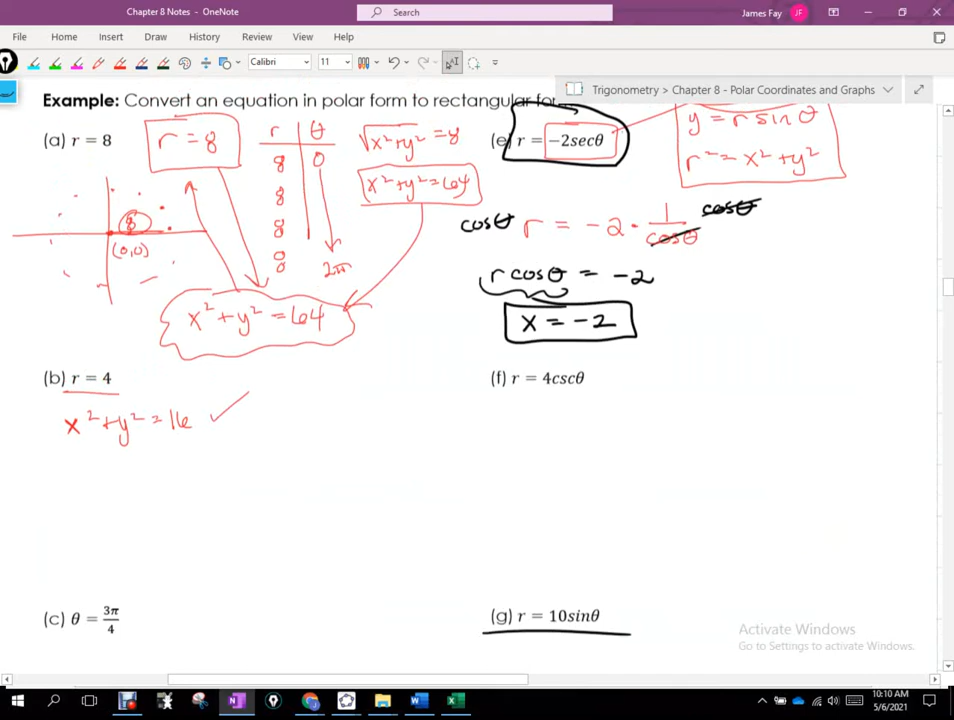 Chapter 8 Notes - OneNote
Search
James Fay JF
File Home Insert Draw History Review View Help
Calibri 11
Trigonometry > Chapter 8 - Polar Coordinates and Graphs
Example: Convert an equation in polar form to rectangular for
(a) r = 8
r = 8
r θ
8 0
8
8
8 2π
√x²+y² = 8
x²+y² = 64
8
(0,0)
x² + y² = 64
(e) r = −2secθ
y = r sin θ
r² = x² + y²
cosθ r = −2 · 1/cosθ cosθ
r cosθ = −2
x = −2
(b) r = 4
x² + y² = 16 ✓
(f) r = 4cscθ
(c) θ = 3π/4
(g) r = 10sinθ
Activate Windows
Go to Settings to activate Windows.
10:10 AM
5/6/2021